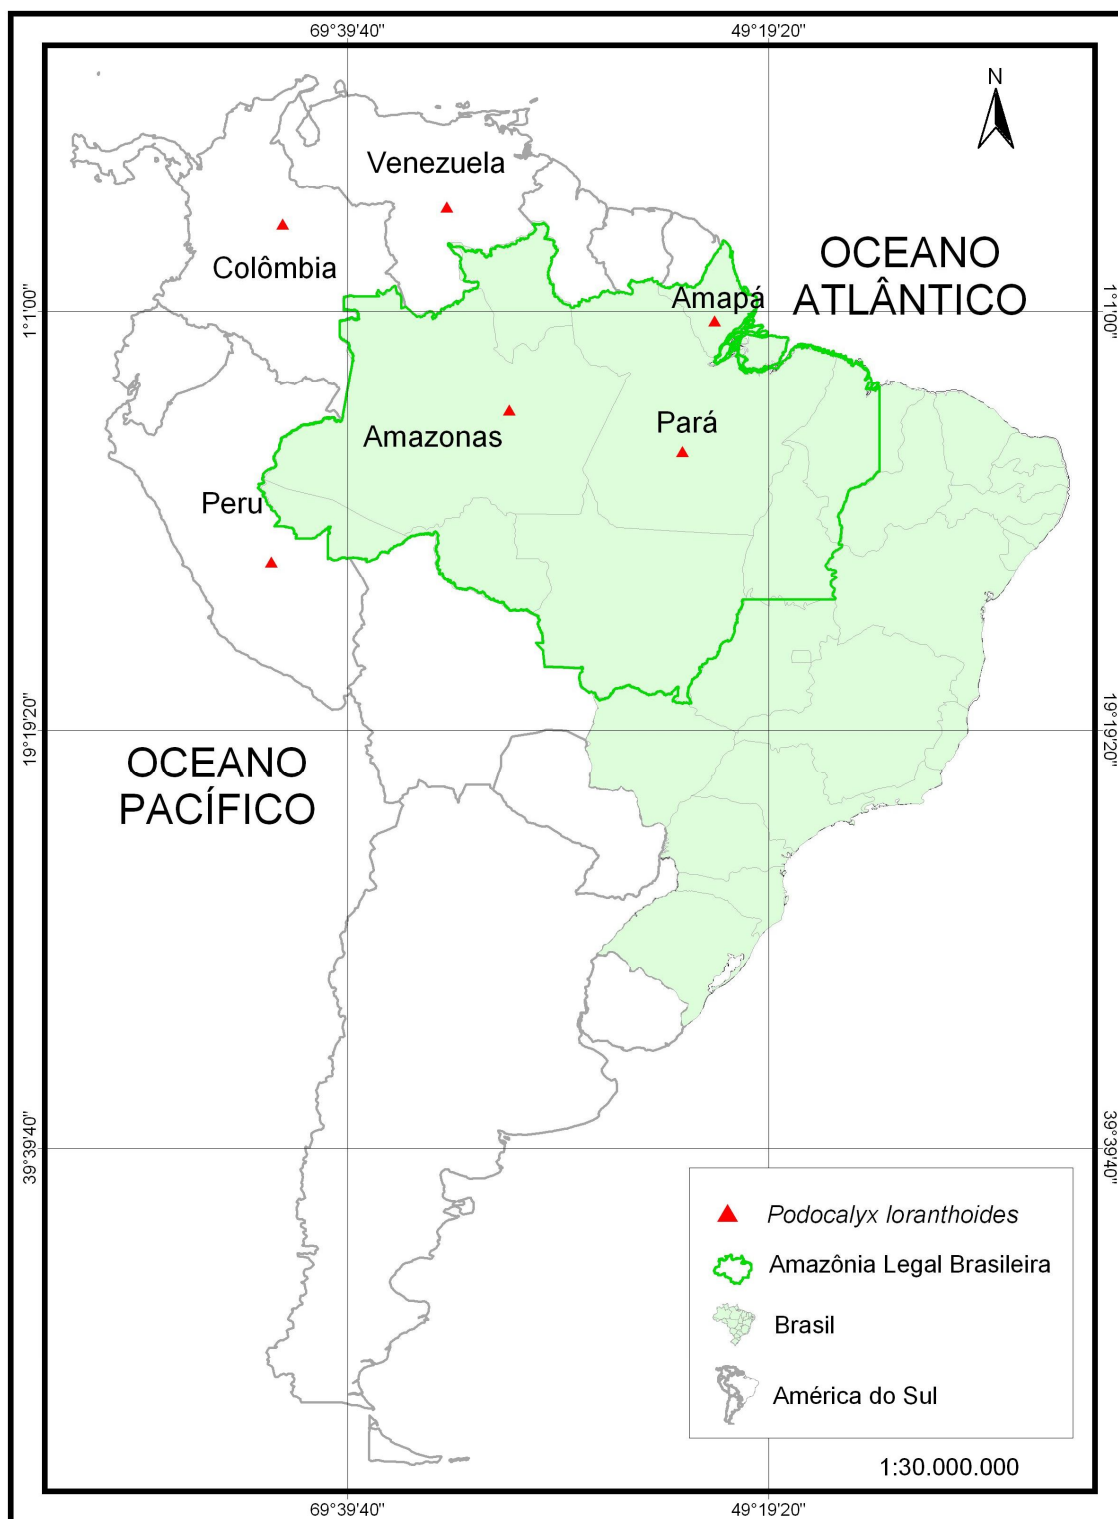 69°39'40"
49°19'20"
N
Venezuela
Colômbia
OCEANO
ATLÂNTICO
Amapá
1°1'00"
1°1'00"
Pará
Amazonas
Peru
19°19'20"
19°19'20"
OCEANO
PACÍFICO
39°39'40"
39°39'40"
Podocalyx loranthoides
Amazônia Legal Brasileira
Brasil
América do Sul
1:30.000.000
69°39'40"
49°19'20"